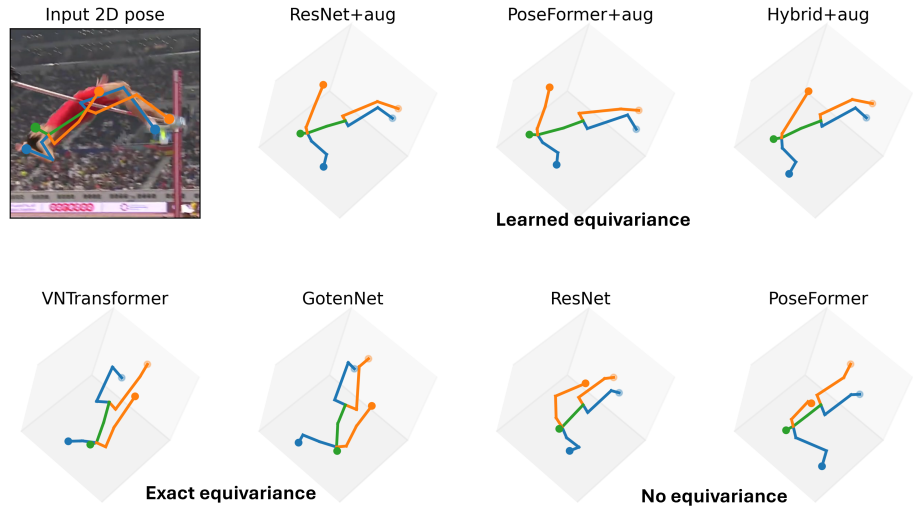 Input 2D pose
ResNet+aug
PoseFormer+aug
Hybrid+aug
Learned equivariance
VNTransformer
GotenNet
ResNet
PoseFormer
Exact equivariance
No equivariance